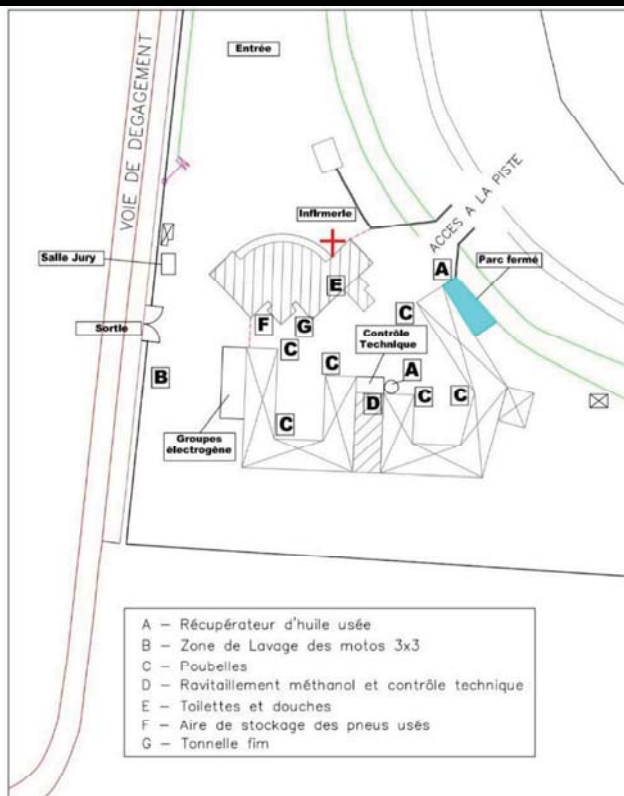 Entrée
VOIE DE DEGAGEMENT
Infirmerie
ACCES A LA PISTE
Salle Jury
A
Parc fermé
E
C
Sortie
F
G
Contrôle
Technique
C
C
A
B
D
C
C
C
Groupes
électrogène
A – Récupérateur d'huile usée
B – Zone de Lavage des motos 3x3
C – Poubelles
D – Ravitaillement méthanol et contrôle technique
E – Toilettes et douches
F – Aire de stockage des pneus usés
G – Tonnelle fim